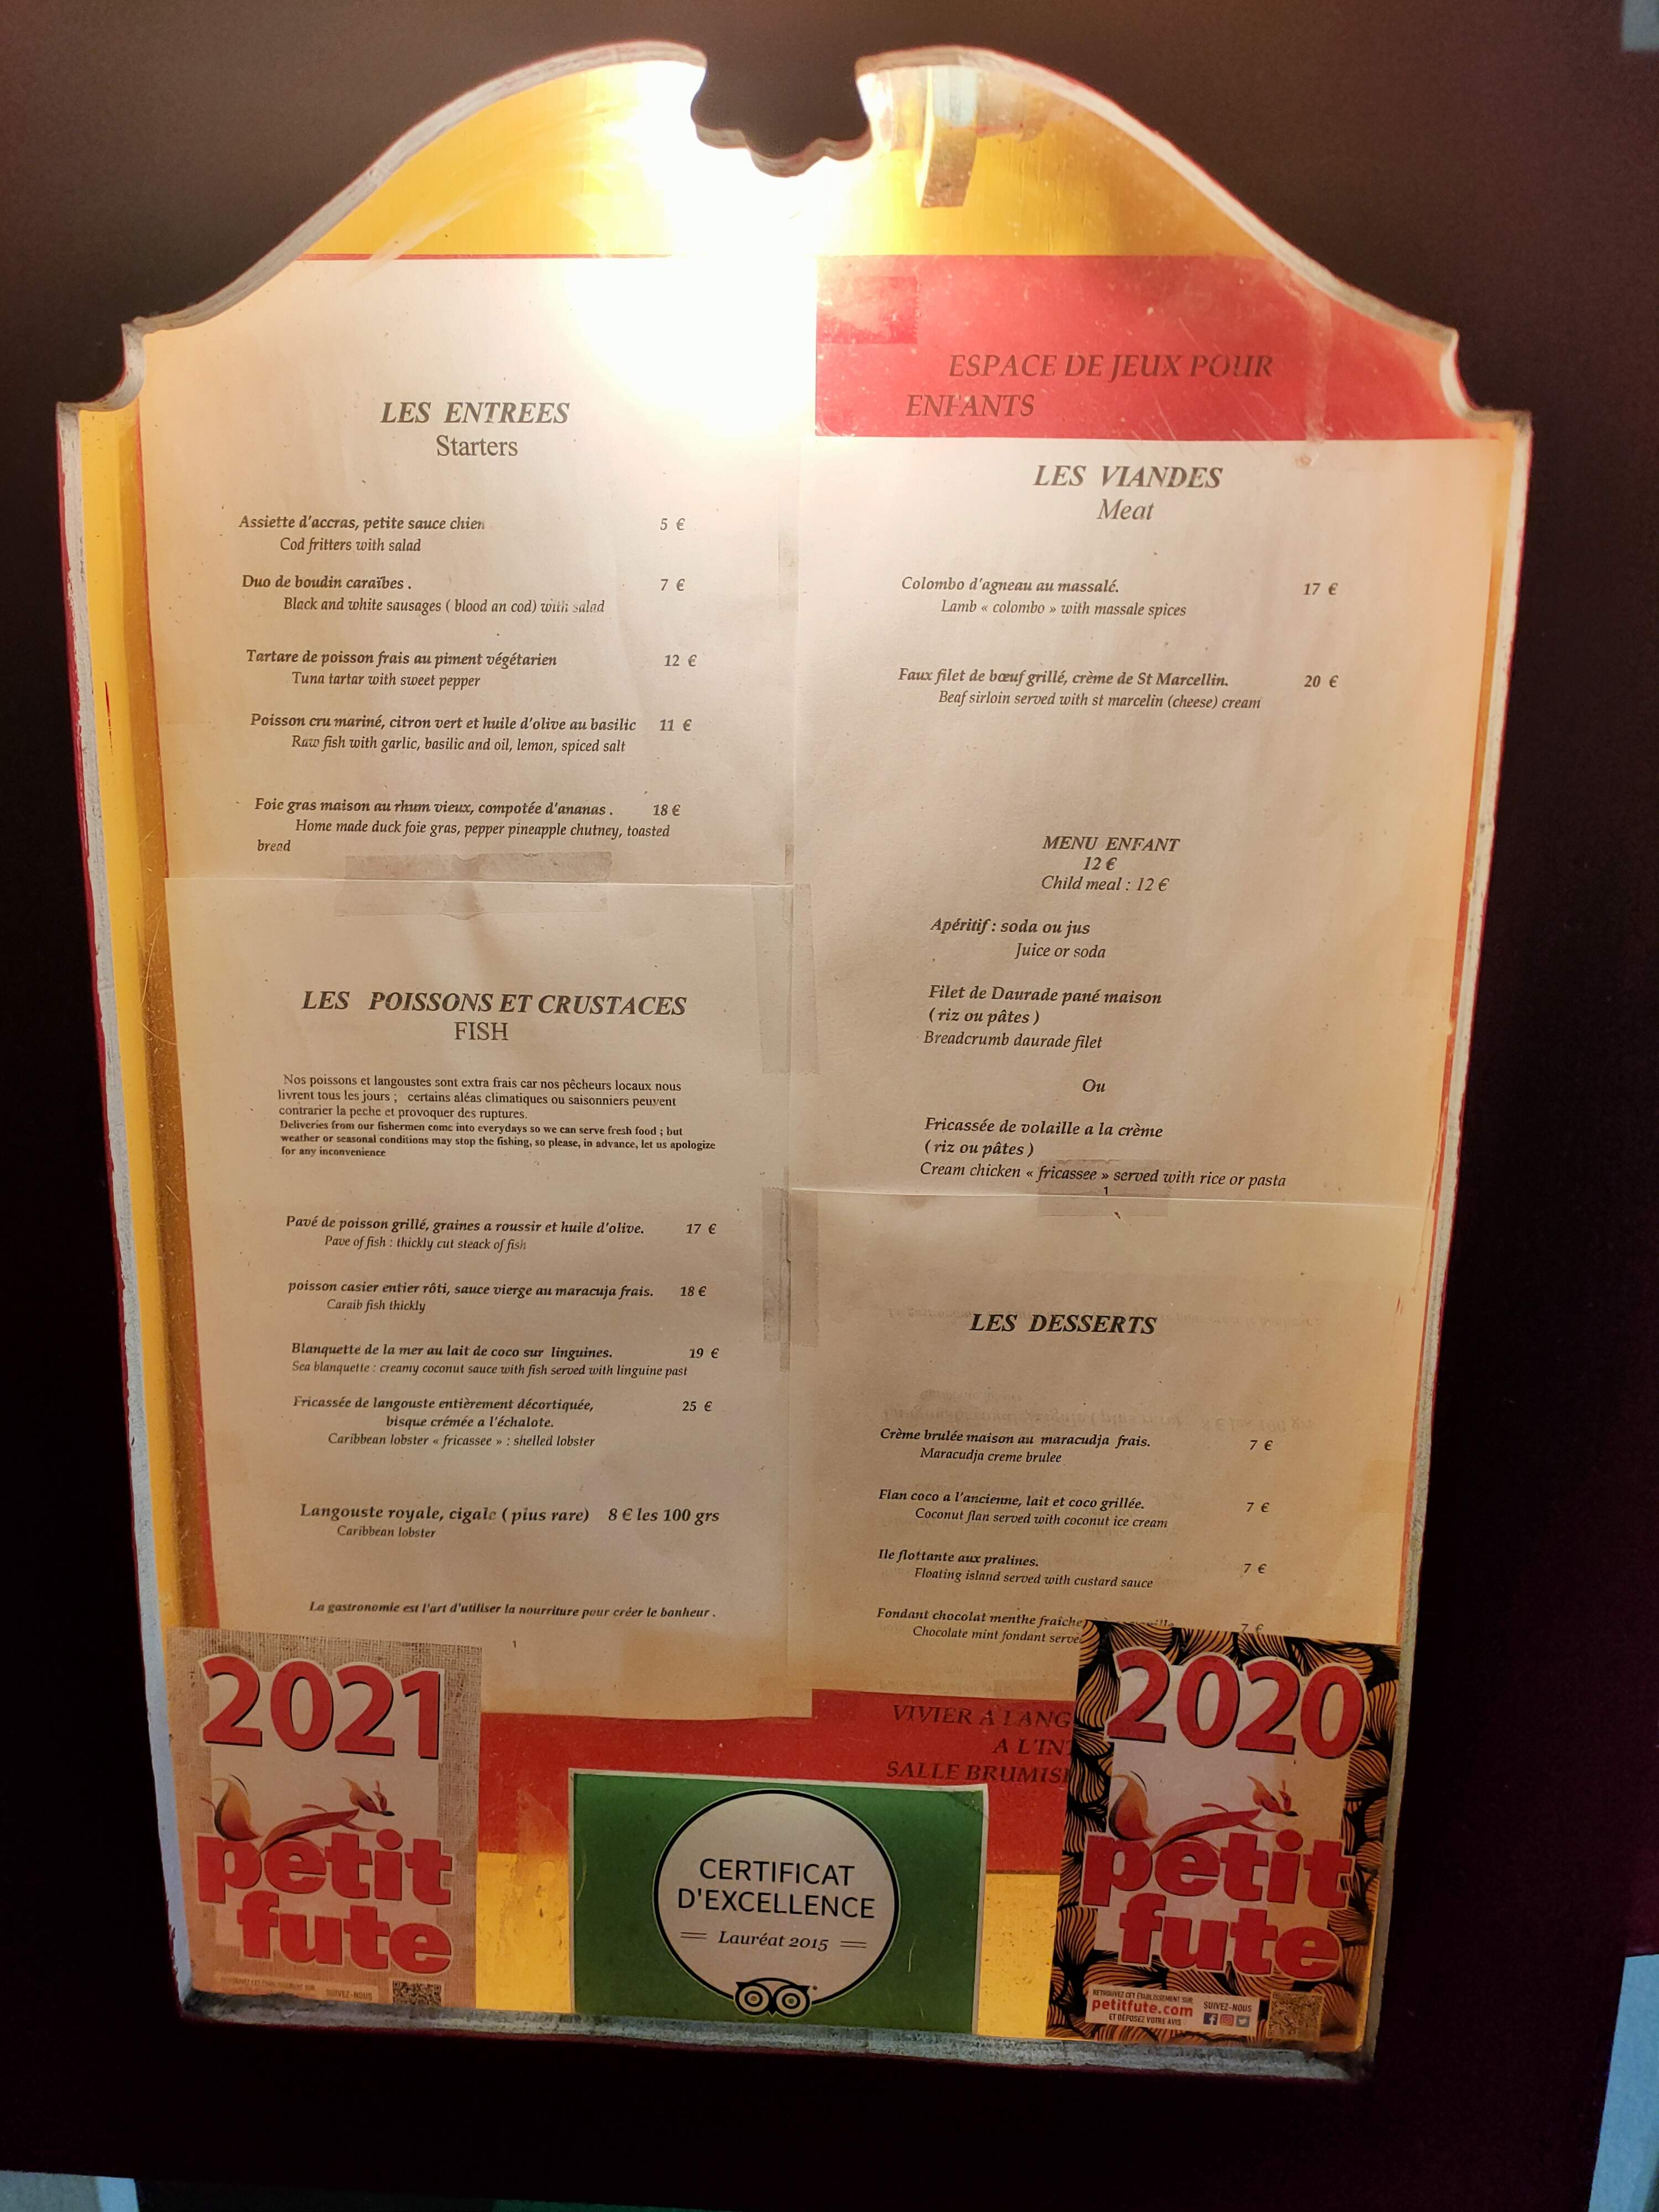 LES ENTREES
Starters
Assiette d'accras, petite sauce chien 5 €
Cod fritters with salad
Duo de boudin caraïbes . 7 €
Black and white sausages ( blood an cod) with salad
Tartare de poisson frais au piment végétarien 12 €
Tuna tartar with sweet pepper
Poisson cru mariné, citron vert et huile d'olive au basilic 11 €
Raw fish with garlic, basilic and oil, lemon, spiced salt
Foie gras maison au rhum vieux, compotée d'ananas . 18 €
Home made duck foie gras, pepper pineapple chutney, toasted
bread
LES POISSONS ET CRUSTACES
FISH
Nos poissons et langoustes sont extra frais car nos pêcheurs locaux nous
livrent tous les jours ; certains aléas climatiques ou saisonniers peuvent
contrarier la peche et provoquer des ruptures.
Deliveries from our fishermen come into everydays so we can serve fresh food ; but
weather or seasonal conditions may stop the fishing, so please, in advance, let us apologize
for any inconvenience
Pavé de poisson grillé, graines a roussir et huile d'olive. 17 €
Pave of fish : thickly cut steack of fish
poisson casier entier rôti, sauce vierge au maracuja frais. 18 €
Caraib fish thickly
Blanquette de la mer au lait de coco sur linguines. 19 €
Sea blanquette : creamy coconut sauce with fish served with linguine past
Fricassée de langouste entièrement décortiquée, 25 €
bisque crémée a l'échalote.
Caribbean lobster « fricassee » : shelled lobster
Langouste royale, cigale ( plus rare) 8 € les 100 grs
Caribbean lobster
La gastronomie est l'art d'utiliser la nourriture pour créer le bonheur .
1
ESPACE DE JEUX POUR
ENFANTS
LES VIANDES
Meat
Colombo d'agneau au massalé. 17 €
Lamb « colombo » with massale spices
Faux filet de bœuf grillé, crème de St Marcellin. 20 €
Beaf sirloin served with st marcelin (cheese) cream
MENU ENFANT
12 €
Child meal : 12 €
Apéritif : soda ou jus
Juice or soda
Filet de Daurade pané maison
( riz ou pâtes )
Breadcrumb daurade filet
Ou
Fricassée de volaille a la crème
( riz ou pâtes )
Cream chicken « fricassee » served with rice or pasta
1
LES DESSERTS
Crème brulée maison au maracudja frais. 7 €
Maracudja creme brulee
Flan coco a l'ancienne, lait et coco grillée. 7 €
Coconut flan served with coconut ice cream
Ile flottante aux pralines. 7 €
Floating island served with custard sauce
Fondant chocolat menthe fraîche, 7 €
Chocolate mint fondant serve
VIVIER A LANG
A L'INT
SALLE BRUMIS
2021
petit
fute
SUIVEZ-NOUS
CERTIFICAT
D'EXCELLENCE
Lauréat 2015
2020
petit
fute
RETROUVEZ CET ÉTABLISSEMENT SUR
petitfute.com
ET DÉPOSEZ VOTRE AVIS
SUIVEZ-NOUS